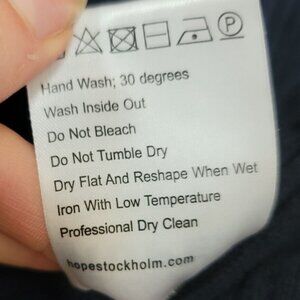 P
Hand Wash; 30 degrees
Wash Inside Out
Do Not Bleach
Do Not Tumble Dry
Dry Flat And Reshape When Wet
Iron With Low Temperature
Professional Dry Clean
hopestockholm.com